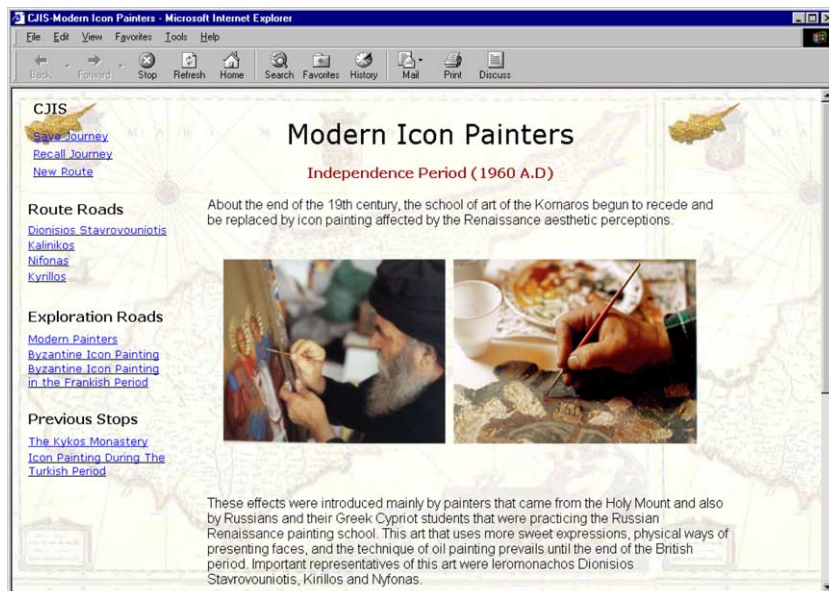 CJIS-Modern Icon Painters - Microsoft Internet Explorer
File Edit View Favorites Tools Help
Back Forward Stop Refresh Home Search Favorites History Mail Print Discuss
CJIS
Save Journey
Recall Journey
New Route
Route Roads
Dionisios Stavrovouniotis
Kalinikos
Nifonas
Kyrillos
Exploration Roads
Modern Painters
Byzantine Icon Painting
Byzantine Icon Painting
in the Frankish Period
Previous Stops
The Kykos Monastery
Icon Painting During The
Turkish Period
Modern Icon Painters
Independence Period (1960 A.D)
About the end of the 19th century, the school of art of the Kornaros begun to recede and
be replaced by icon painting affected by the Renaissance aesthetic perceptions.
These effects were introduced mainly by painters that came from the Holy Mount and also
by Russians and their Greek Cypriot students that were practicing the Russian
Renaissance painting school. This art that uses more sweet expressions, physical ways of
presenting faces, and the technique of oil painting prevails until the end of the British
period. Important representatives of this art were Ieromonachos Dionisios
Stavrovouniotis, Kirillos and Nyfonas.